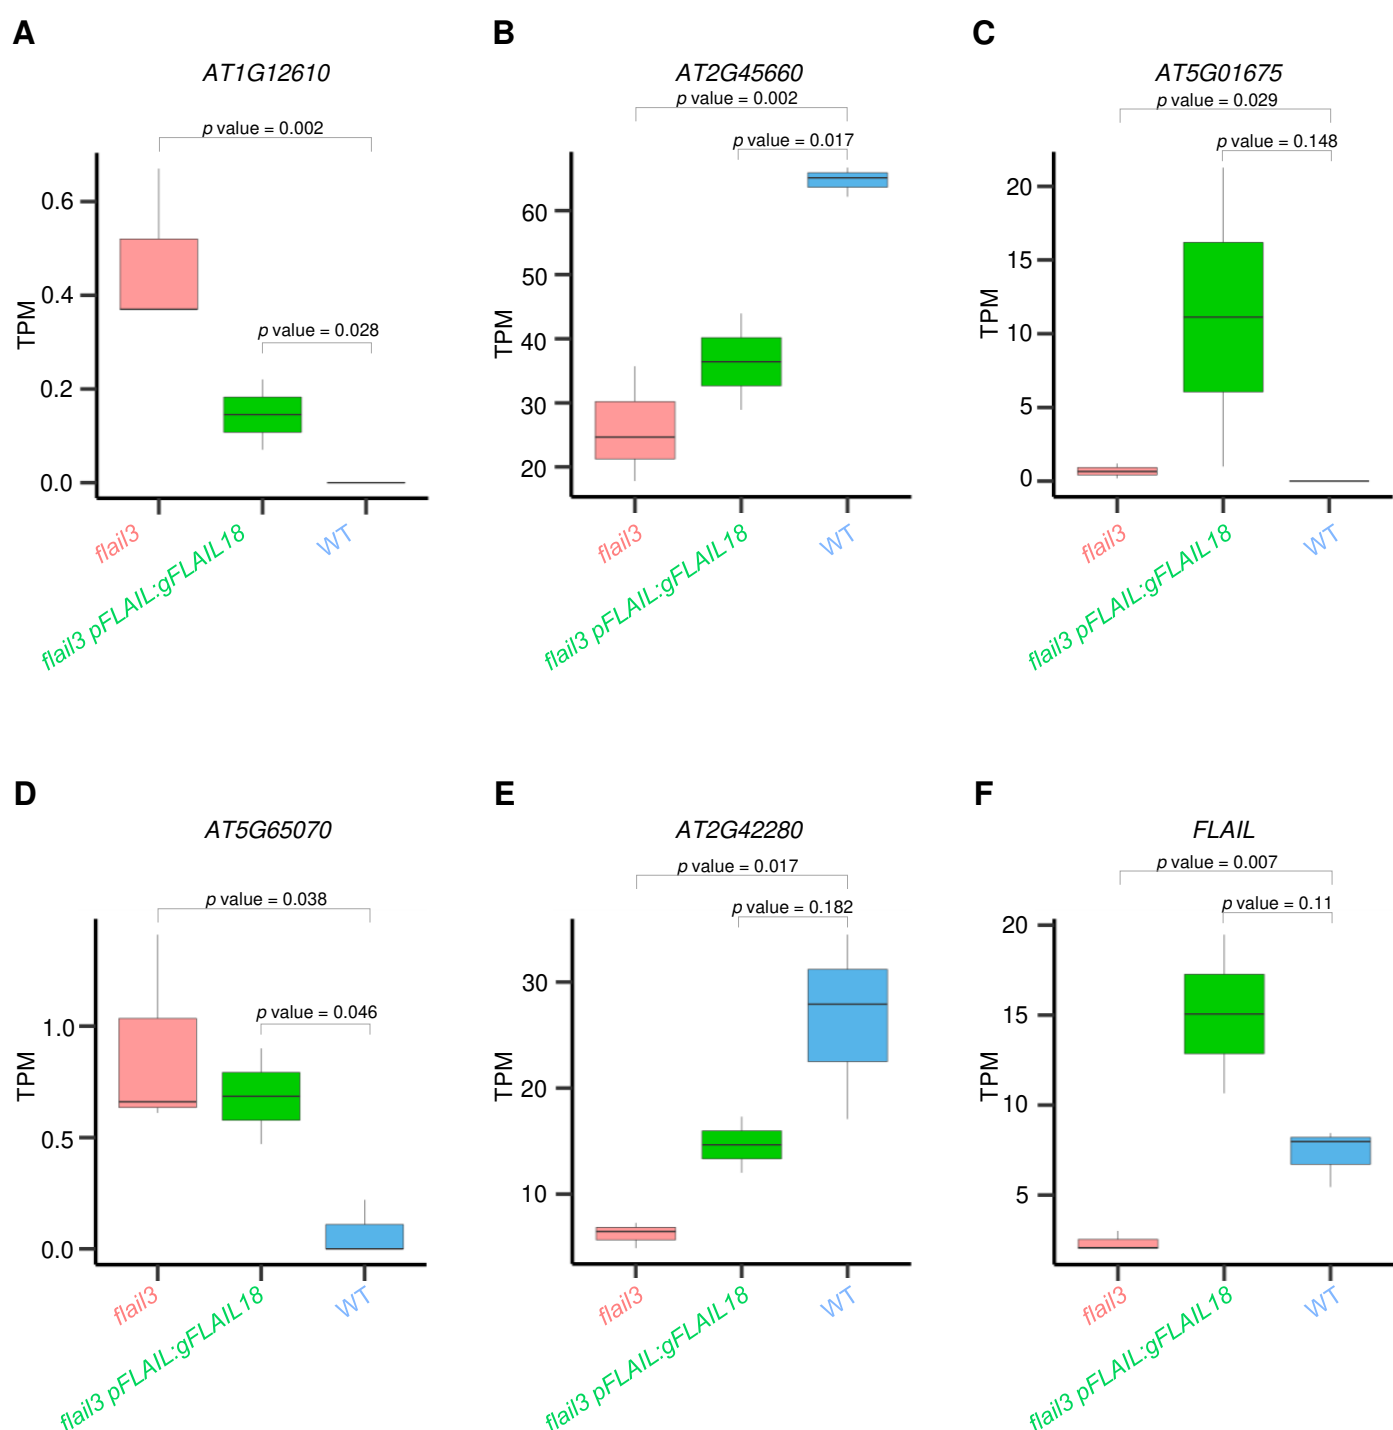 A
AT1G12610
p value = 0.002
p value = 0.028
TPM
0.6
0.4
0.2
0.0
flail3
flail3 pFLAIL:gFLAIL18
WT
B
AT2G45660
p value = 0.002
p value = 0.017
TPM
60
50
40
30
20
flail3
flail3 pFLAIL:gFLAIL18
WT
C
AT5G01675
p value = 0.029
p value = 0.148
TPM
20
15
10
5
0
flail3
flail3 pFLAIL:gFLAIL18
WT
D
AT5G65070
p value = 0.038
p value = 0.046
TPM
1.0
0.5
0.0
flail3
flail3 pFLAIL:gFLAIL18
WT
E
AT2G42280
p value = 0.017
p value = 0.182
TPM
30
20
10
flail3
flail3 pFLAIL:gFLAIL18
WT
F
FLAIL
p value = 0.007
p value = 0.11
TPM
20
15
10
5
flail3
flail3 pFLAIL:gFLAIL18
WT